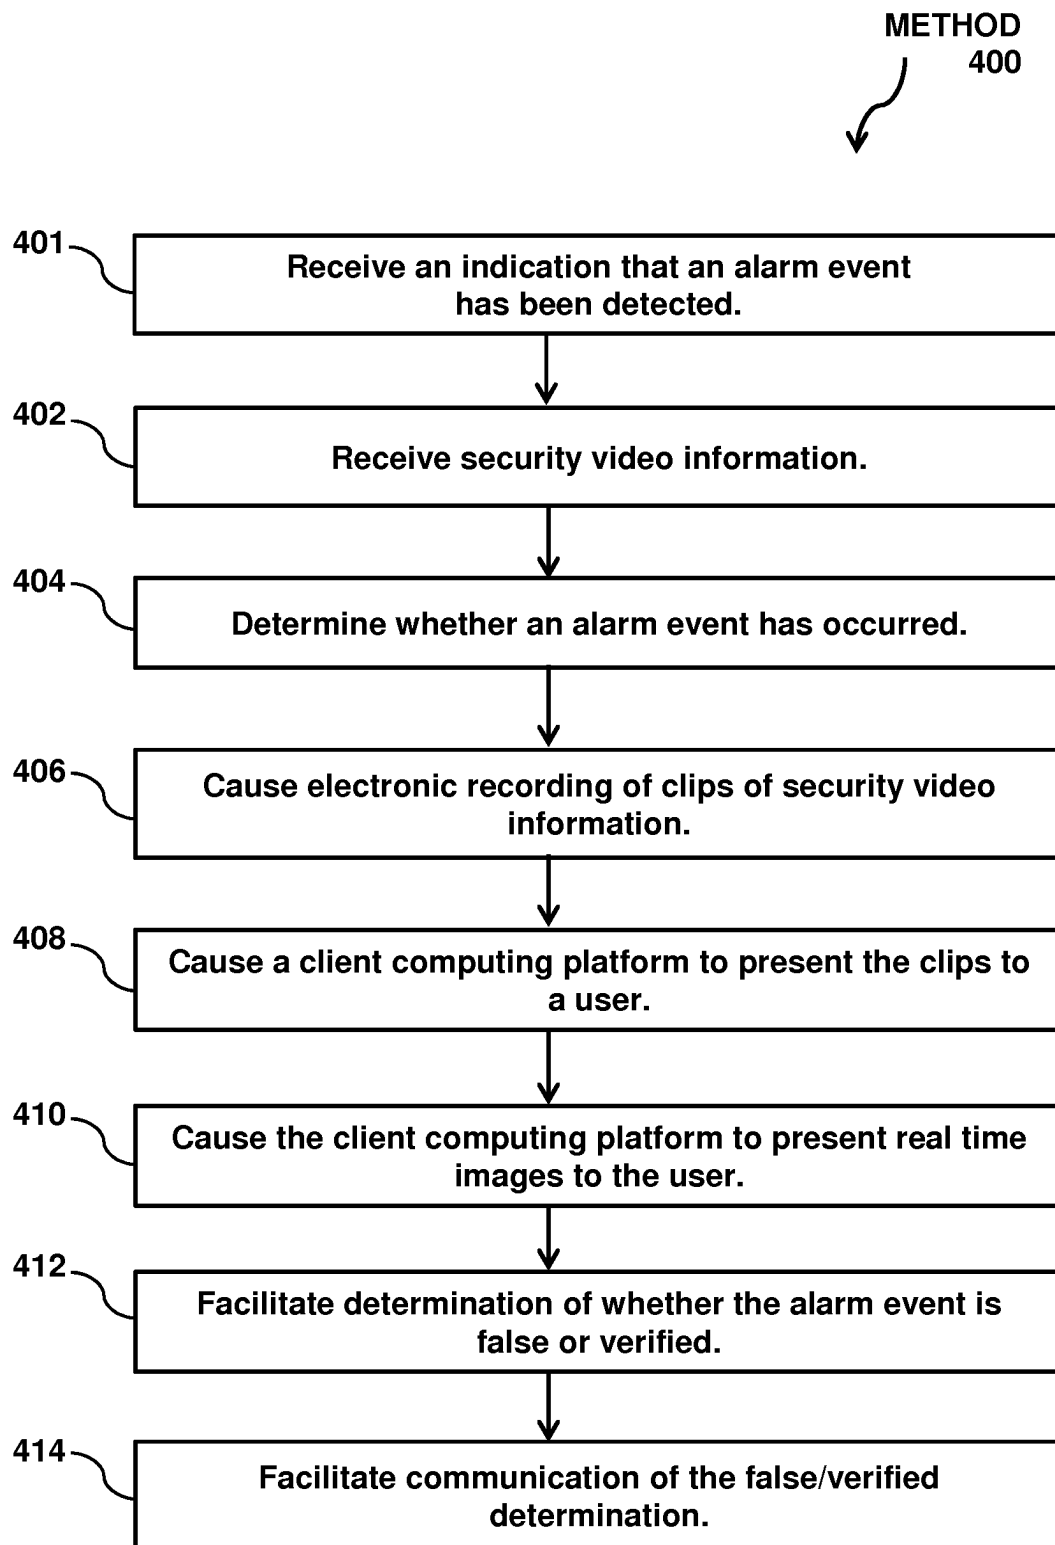 METHOD
400
401
Receive an indication that an alarm event
has been detected.
402
Receive security video information.
404
Determine whether an alarm event has occurred.
406
Cause electronic recording of clips of security video
information.
408
Cause a client computing platform to present the clips to
a user.
410
Cause the client computing platform to present real time
images to the user.
412
Facilitate determination of whether the alarm event is
false or verified.
414
Facilitate communication of the false/verified
determination.